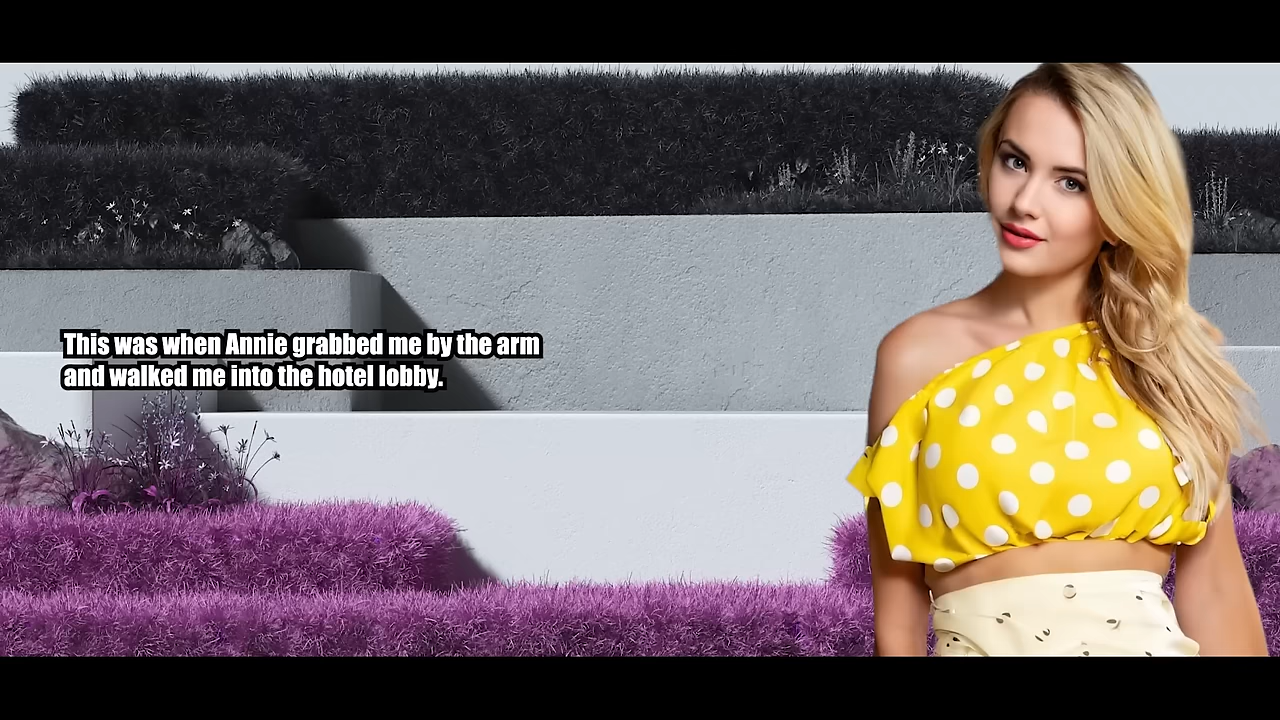 This was when Annie grabbed me by the arm
and walked me into the hotel lobby.